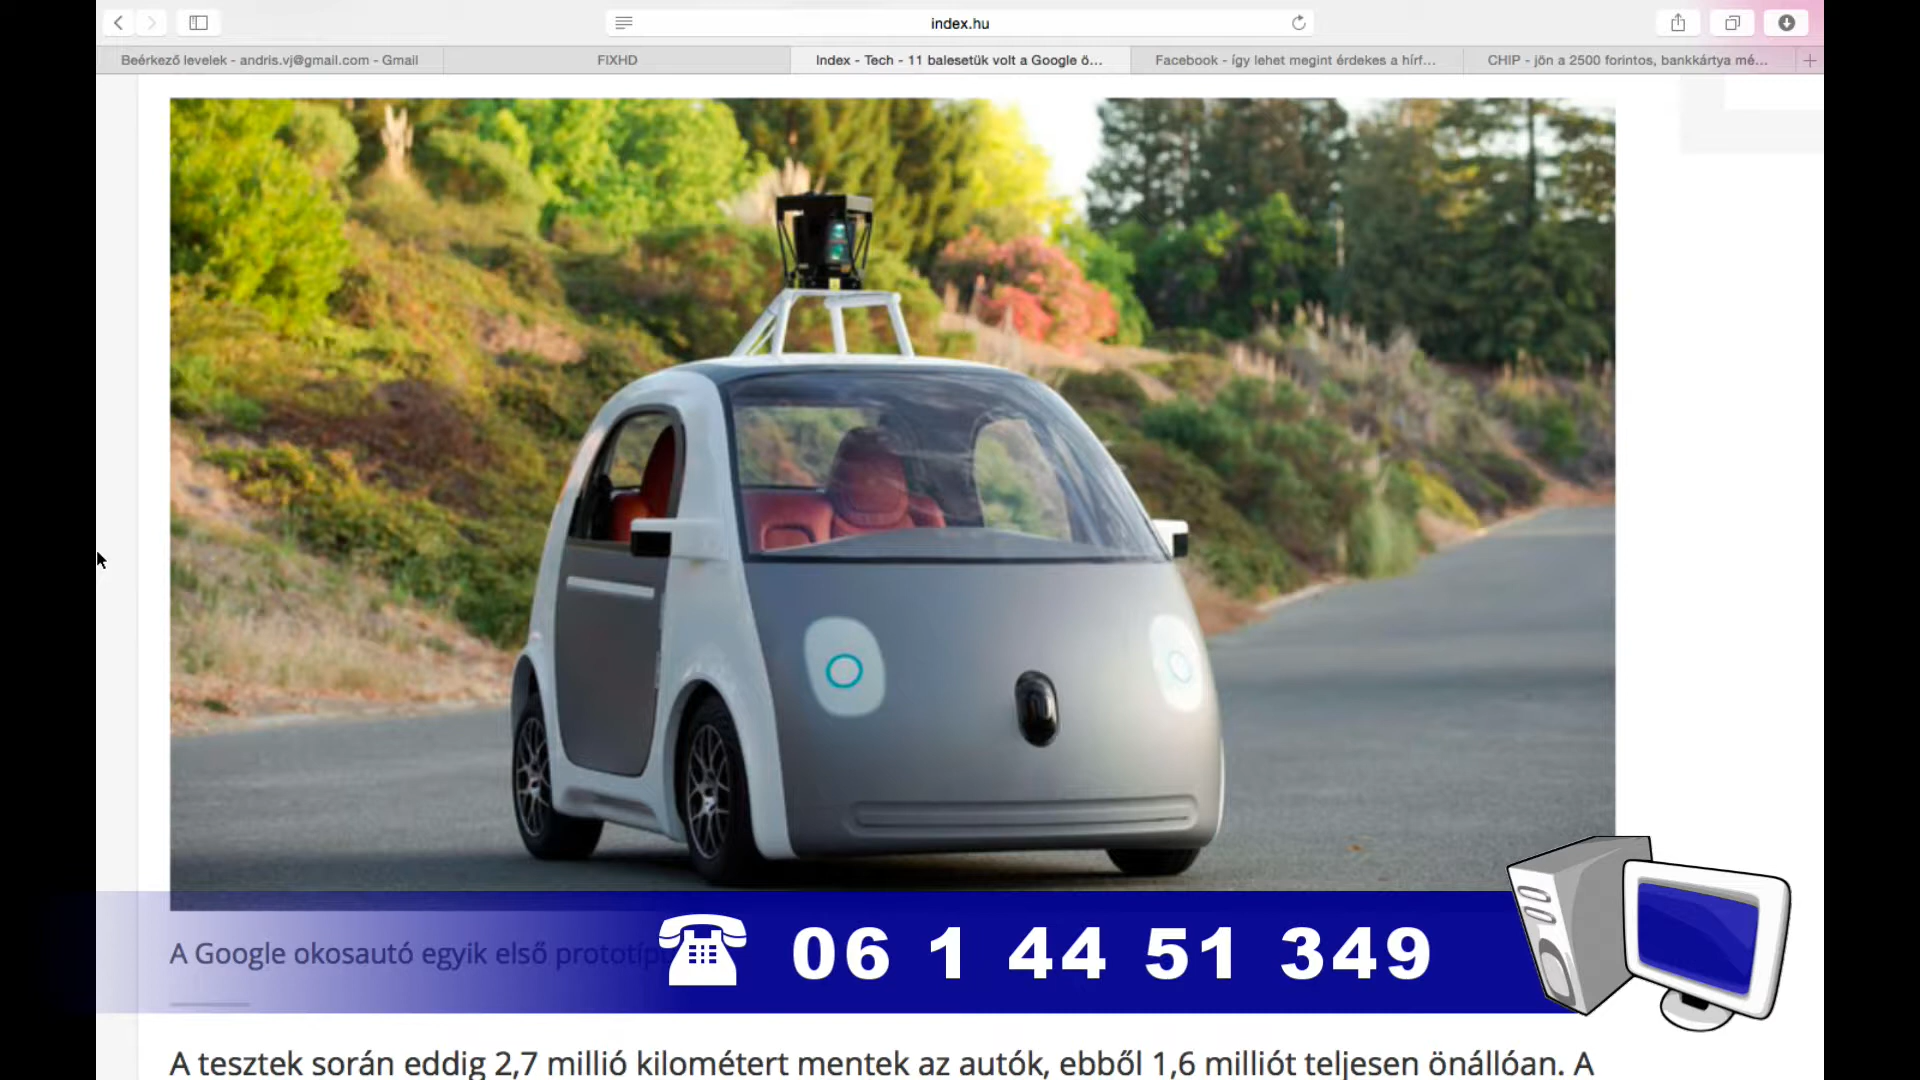 index.hu
Beérkező levelek - andris.vj@gmail.com - Gmail
FIXHD
Index - Tech - 11 balesetük volt a Google ö...
Facebook - így lehet megint érdekes a hírf...
CHIP - jön a 2500 forintos, bankkártya mé...
A Google okosautó egyik első
06 1 44 51 349
A tesztek során eddig 2,7 millió kilométert mentek az autók, ebből 1,6 milliót teljesen önállóan. A